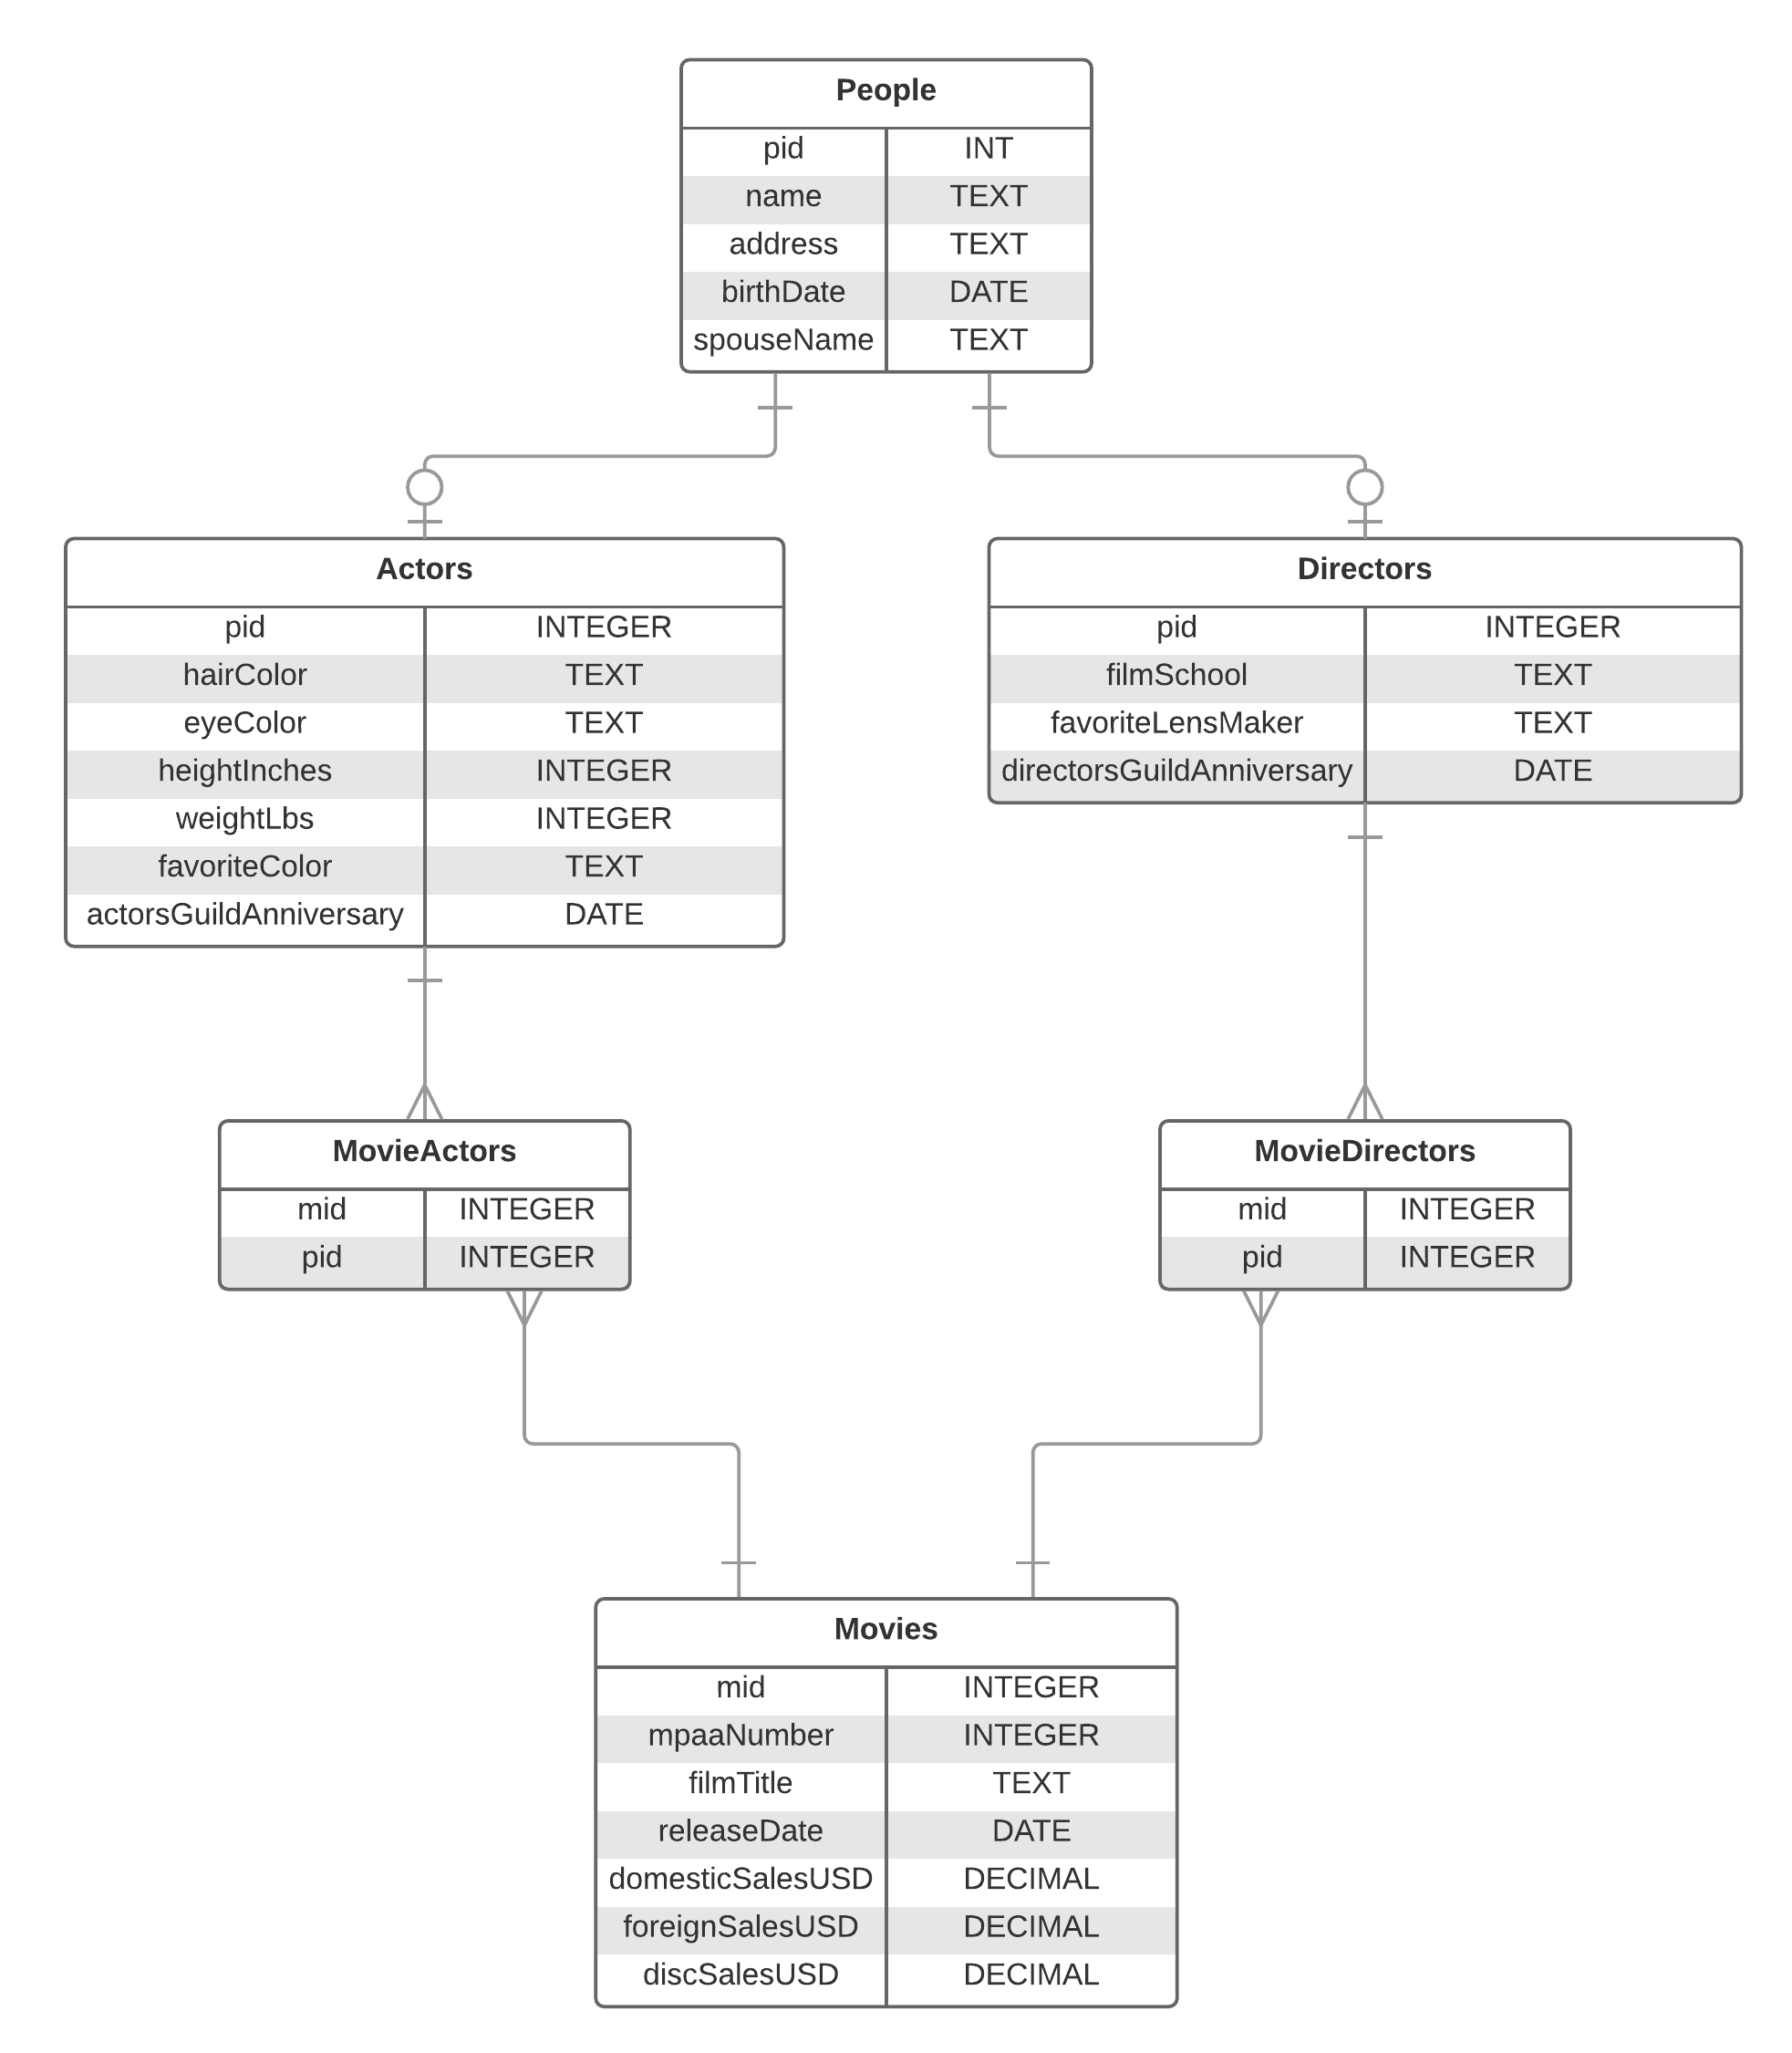 People
pid INT
name TEXT
address TEXT
birthDate DATE
spouseName TEXT
Actors
pid INTEGER
hairColor TEXT
eyeColor TEXT
heightInches INTEGER
weightLbs INTEGER
favoriteColor TEXT
actorsGuildAnniversary DATE
Directors
pid INTEGER
filmSchool TEXT
favoriteLensMaker TEXT
directorsGuildAnniversary DATE
MovieActors
mid INTEGER
pid INTEGER
MovieDirectors
mid INTEGER
pid INTEGER
Movies
mid INTEGER
mpaaNumber INTEGER
filmTitle TEXT
releaseDate DATE
domesticSalesUSD DECIMAL
foreignSalesUSD DECIMAL
discSalesUSD DECIMAL